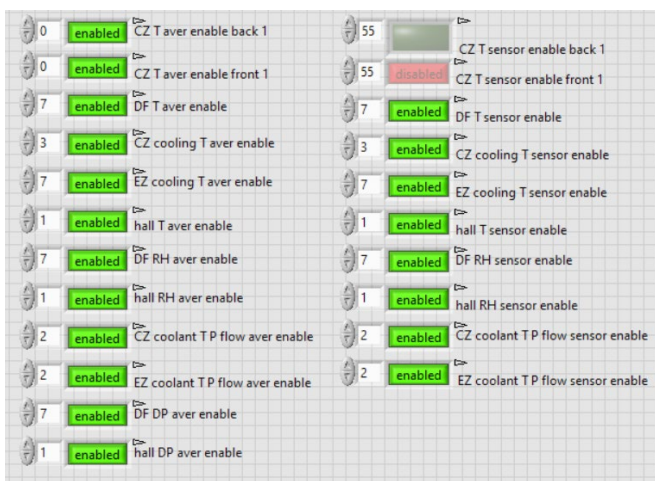 0 enabled CZ T aver enable back 1
0 enabled CZ T aver enable front 1
7 enabled DF T aver enable
3 enabled CZ cooling T aver enable
7 enabled EZ cooling T aver enable
1 enabled hall T aver enable
7 enabled DF RH aver enable
1 enabled hall RH aver enable
2 enabled CZ coolant T P flow aver enable
2 enabled EZ coolant T P flow aver enable
7 enabled DF DP aver enable
1 enabled hall DP aver enable
55 CZ T sensor enable back 1
55 disabled CZ T sensor enable front 1
7 enabled DF T sensor enable
3 enabled CZ cooling T sensor enable
7 enabled EZ cooling T sensor enable
1 enabled hall T sensor enable
7 enabled DF RH sensor enable
1 enabled hall RH sensor enable
2 enabled CZ coolant T P flow sensor enable
2 enabled EZ coolant T P flow sensor enable